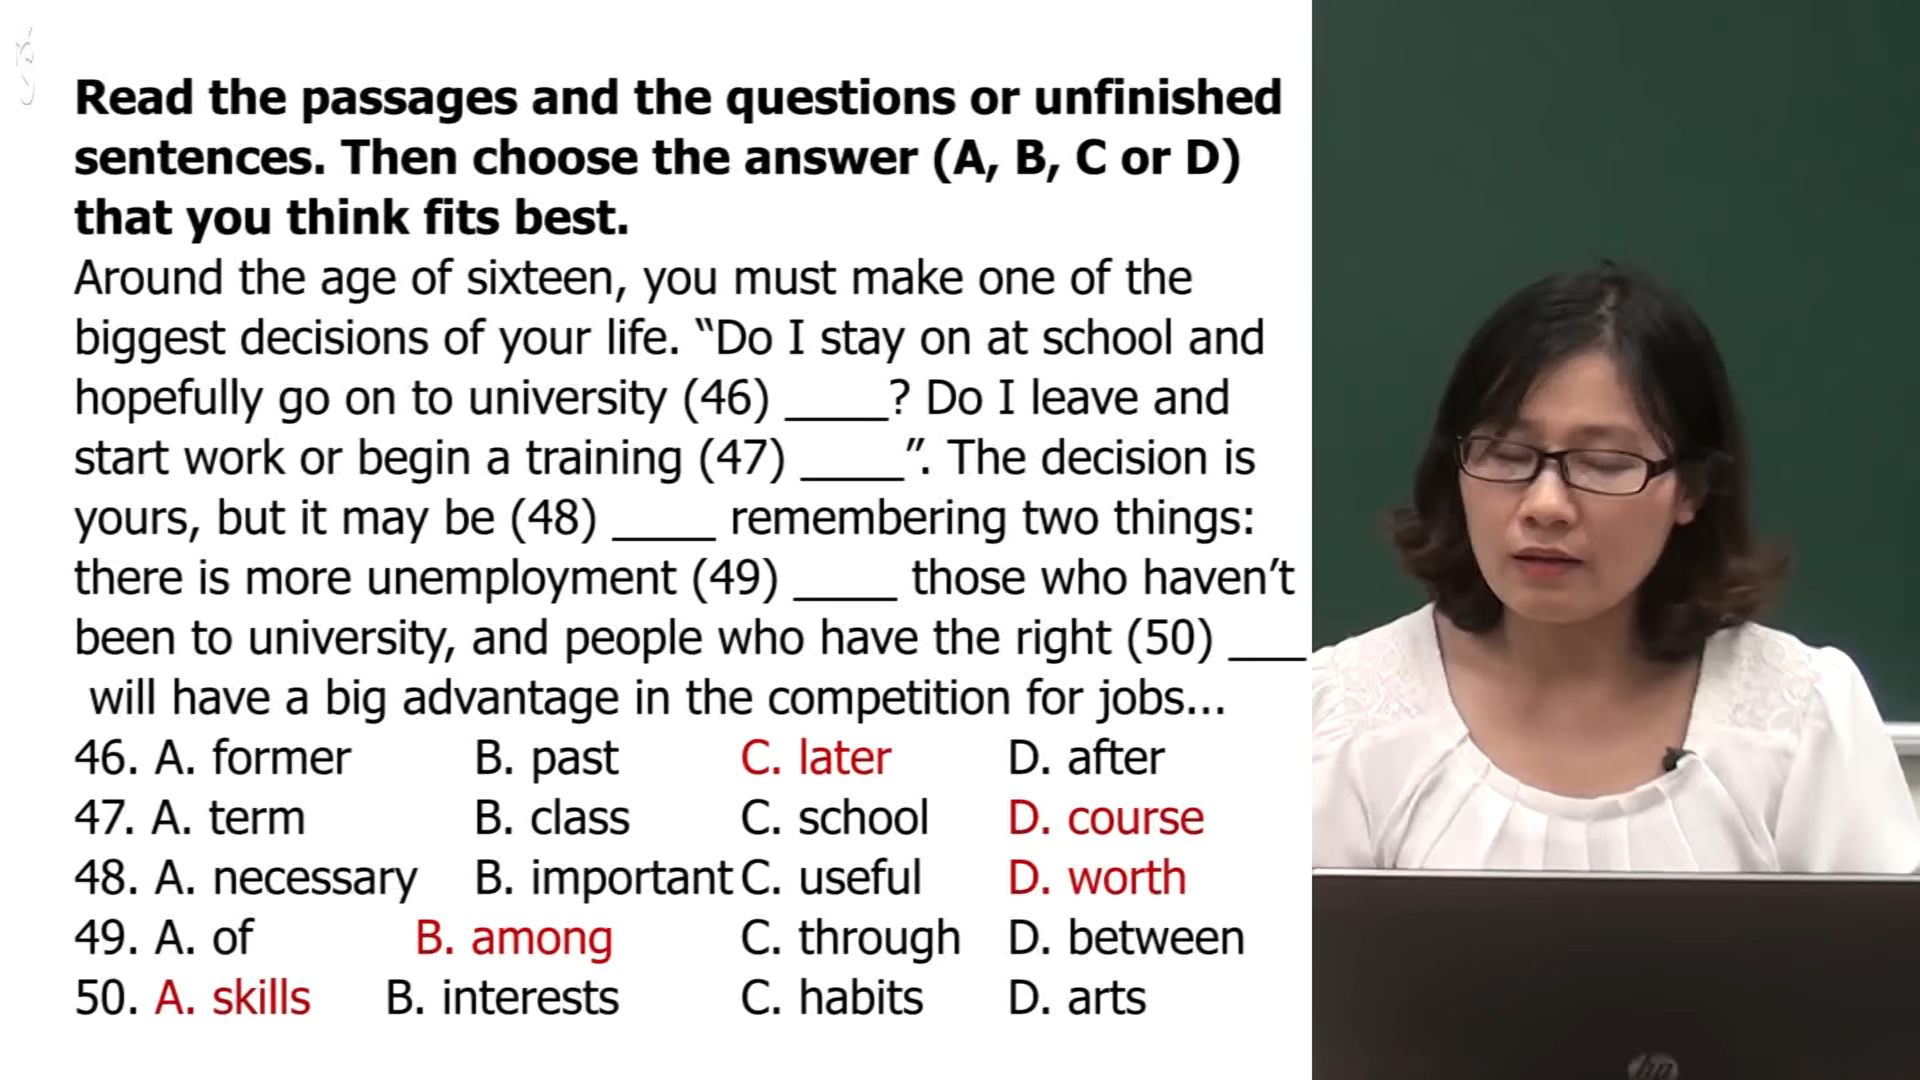 Read the passages and the questions or unfinished
sentences. Then choose the answer (A, B, C or D)
that you think fits best.
Around the age of sixteen, you must make one of the
biggest decisions of your life. “Do I stay on at school and
hopefully go on to university (46) ____? Do I leave and
start work or begin a training (47) ____”. The decision is
yours, but it may be (48) ____ remembering two things:
there is more unemployment (49) ____ those who haven’t
been to university, and people who have the right (50) ___
will have a big advantage in the competition for jobs...
46. A. former B. past C. later D. after
47. A. term B. class C. school D. course
48. A. necessary B. important C. useful D. worth
49. A. of B. among C. through D. between
50. A. skills B. interests C. habits D. arts
hp